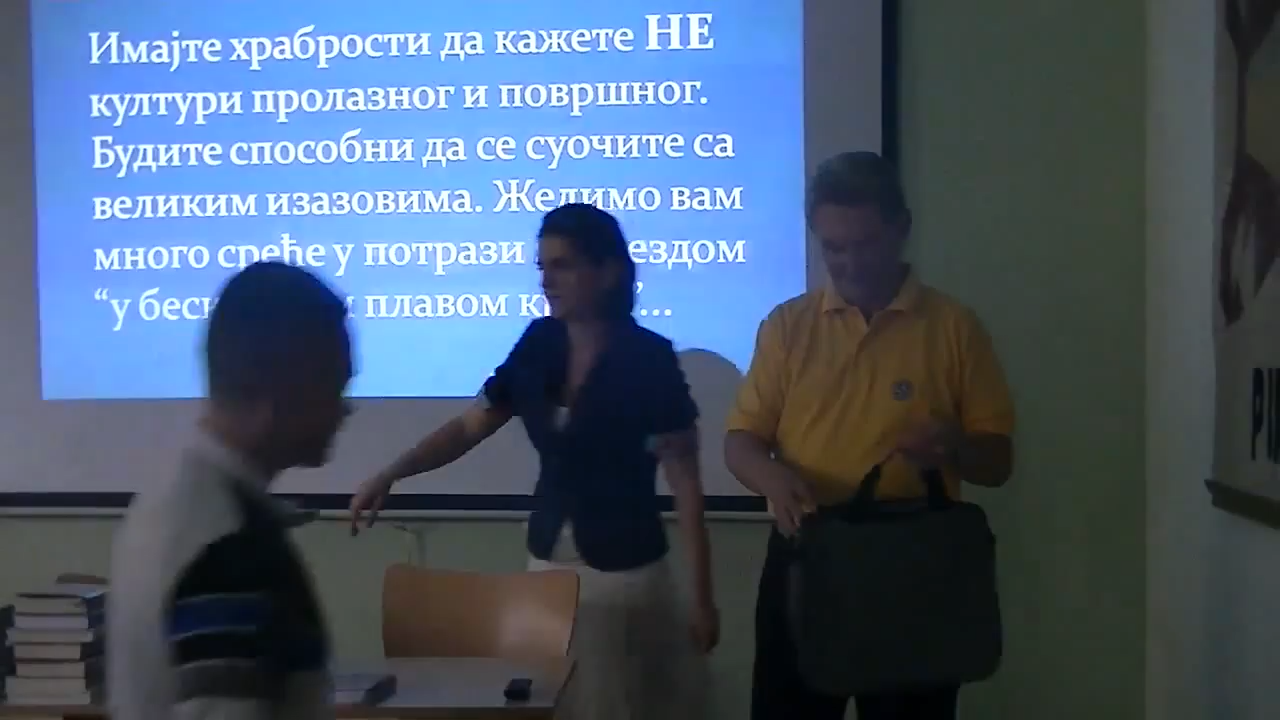 Имајте храбрости да кажете НЕ
културе пролазног и површног.
Будите способни да се суочите са
великим изазовима. Желимо вам
много среће у потрази
“у плавом ...